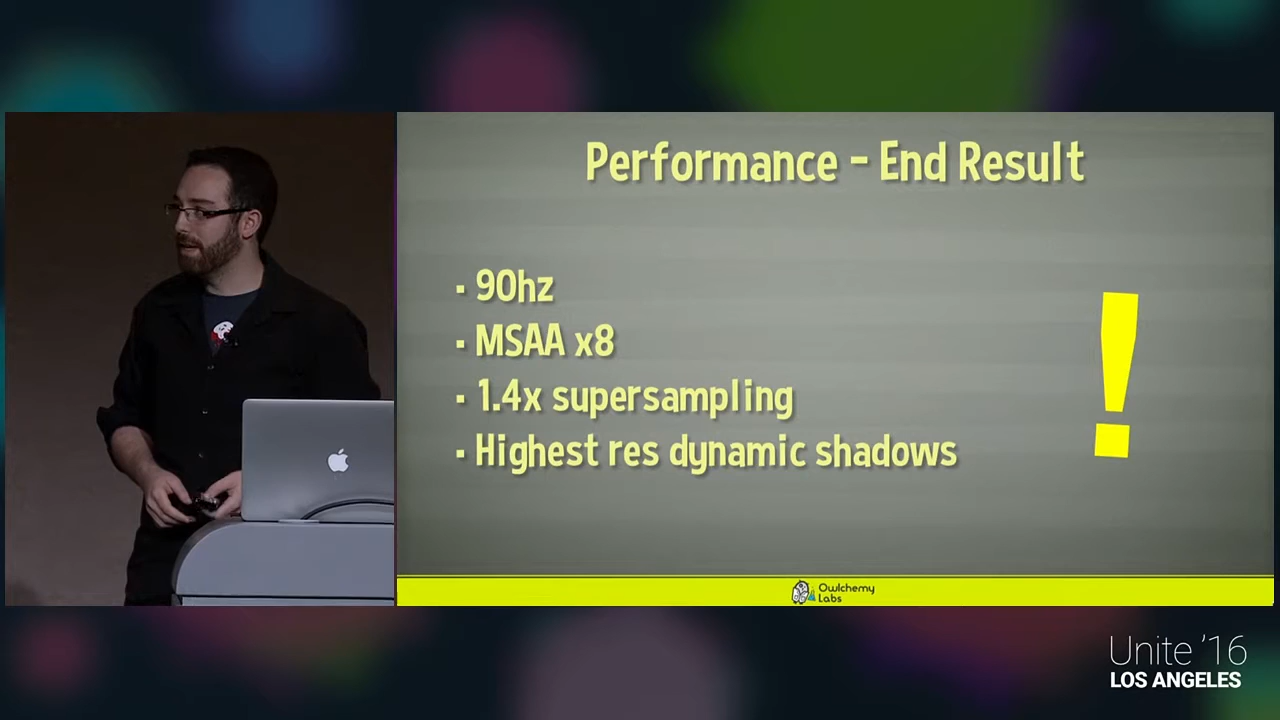 Performance - End Result
· 90hz
· MSAA x8
· 1.4x supersampling
· Highest res dynamic shadows
!
Owlchemy
Labs
Unite '16
LOS ANGELES